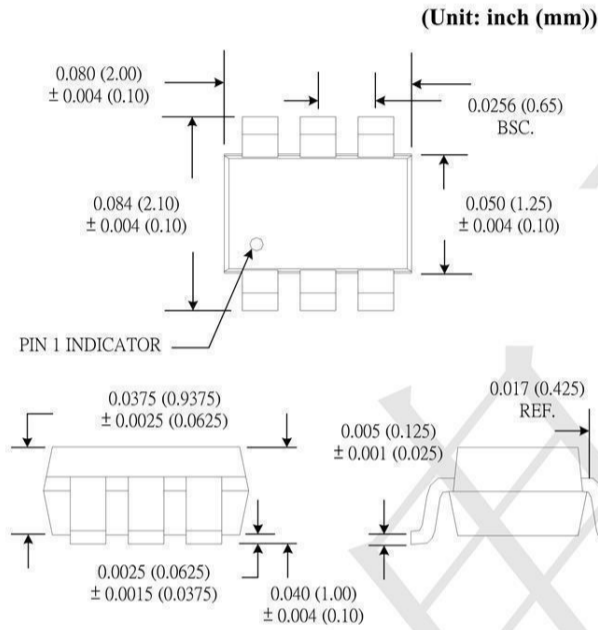 (Unit: inch (mm))
0.080 (2.00)
± 0.004 (0.10)
0.0256 (0.65)
BSC.
0.084 (2.10)
± 0.004 (0.10)
0.050 (1.25)
± 0.004 (0.10)
PIN 1 INDICATOR
0.0375 (0.9375)
± 0.0025 (0.0625)
0.017 (0.425)
REF.
0.005 (0.125)
± 0.001 (0.025)
0.0025 (0.0625)
± 0.0015 (0.0375)
0.040 (1.00)
± 0.004 (0.10)